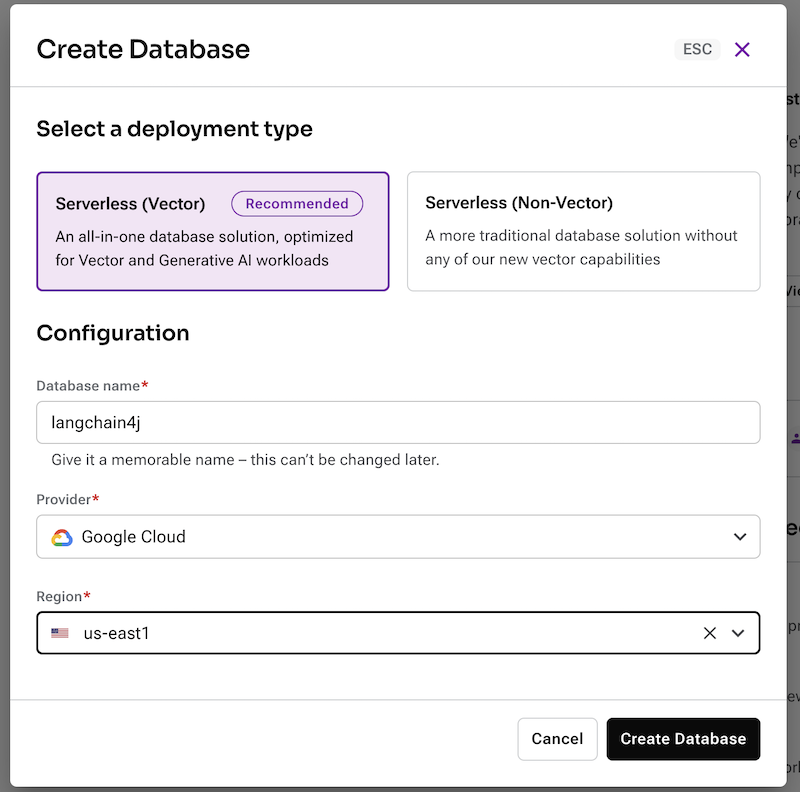 Create Database
ESC
Select a deployment type
Serverless (Vector)
Recommended
An all-in-one database solution, optimized
for Vector and Generative AI workloads
Serverless (Non-Vector)
A more traditional database solution without
any of our new vector capabilities
Configuration
Database name*
langchain4j
Give it a memorable name – this can’t be changed later.
Provider*
Google Cloud
Region*
us-east1
Cancel
Create Database